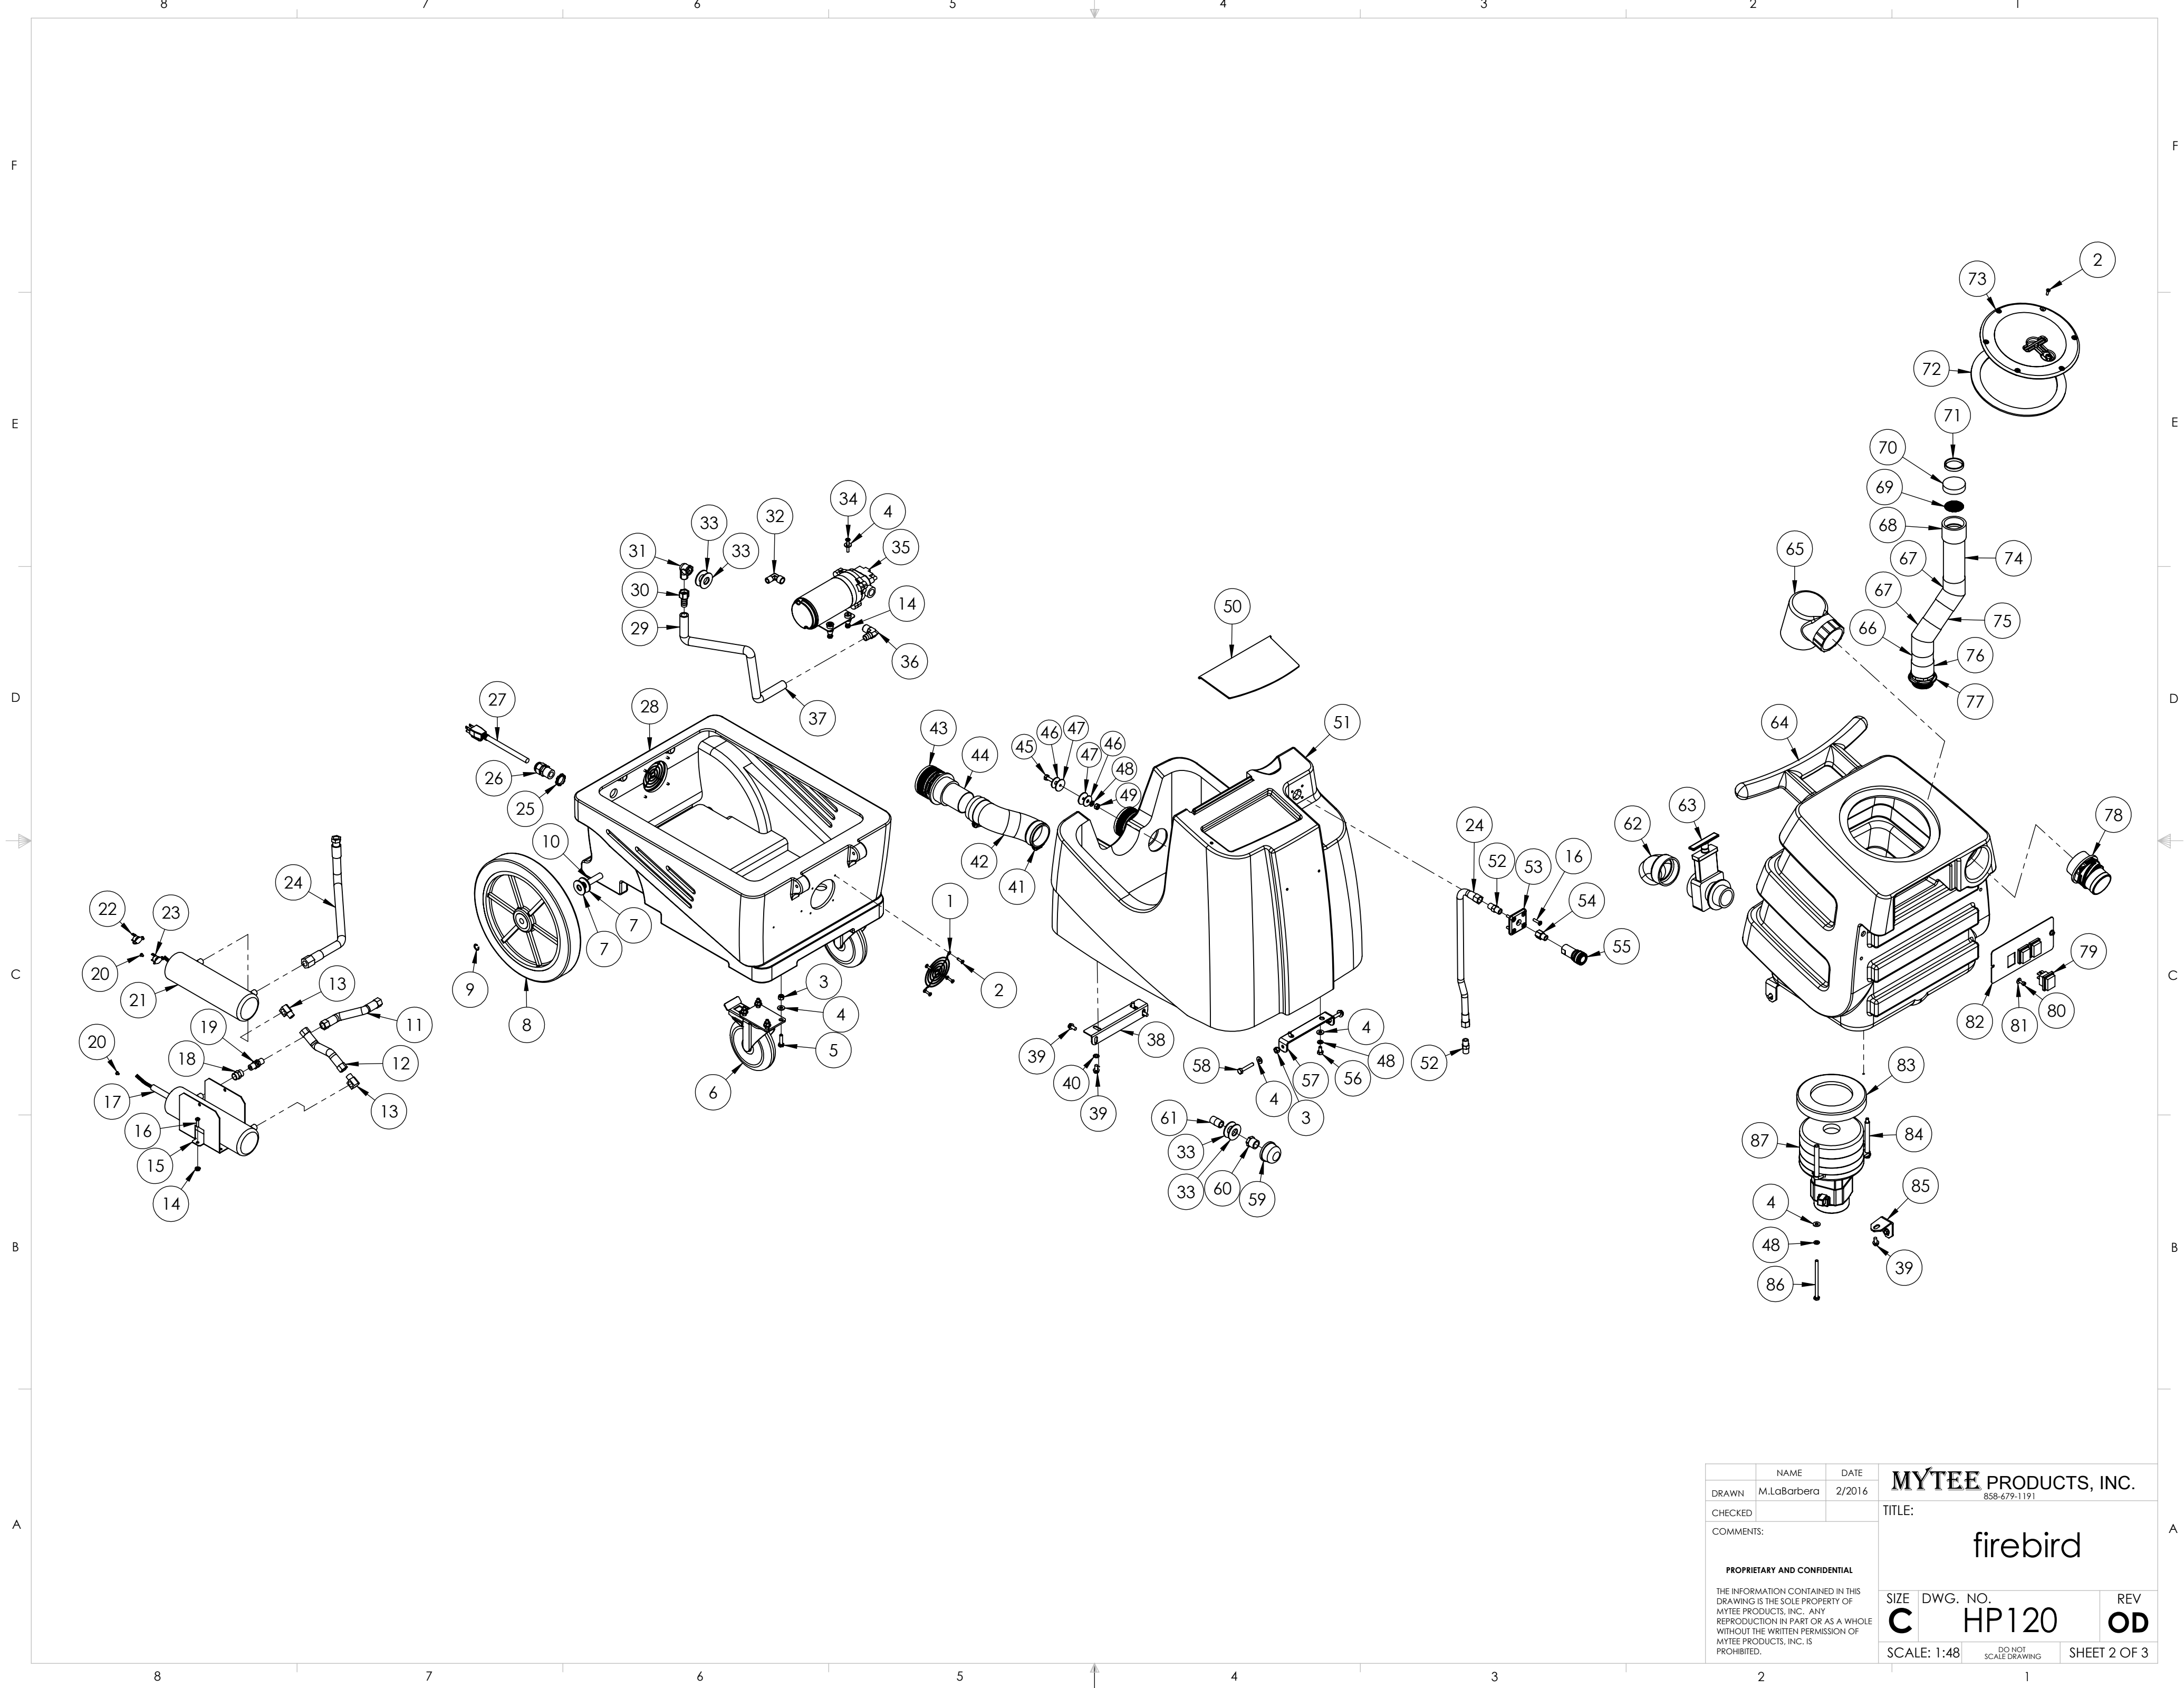 8 7 6 5 4 3 2 1
F F
2
73
72
E E
71
70
69
68
34
4
33 32
31 33 35
65
67 74
30 14
50
67
29
75
66
36 76
D 27 28 37 D
77
43 51 64
46 47
45 44
47 46
26 48
25 49
63 78
24
62
10 42 41
52 53 16
24
22 23 1 54
7
7 55
20
C 21 13 9 8 3 2 79 C
19 11 4 82 81 80
18 5 38 4
20 39 48
12 6 58 57 56 52
17 13 40 4 3 83
16 39 61
15 33 87 84
14 33 60 59
4 85
B 48 B
39
86
A A
NAME DATE
DRAWN M.LaBarbera 2/2016
CHECKED
COMMENTS:
PROPRIETARY AND CONFIDENTIAL
THE INFORMATION CONTAINED IN THIS
DRAWING IS THE SOLE PROPERTY OF
MYTEE PRODUCTS, INC. ANY
REPRODUCTION IN PART OR AS A WHOLE
WITHOUT THE WRITTEN PERMISSION OF
MYTEE PRODUCTS, INC. IS
PROHIBITED.
MYTEE PRODUCTS, INC.
858-679-1191
TITLE:
firebird
SIZE DWG. NO. REV
C HP120 OD
SCALE: 1:48 DO NOT
SCALE DRAWING SHEET 2 OF 3
8 7 6 5 4 3 2 1